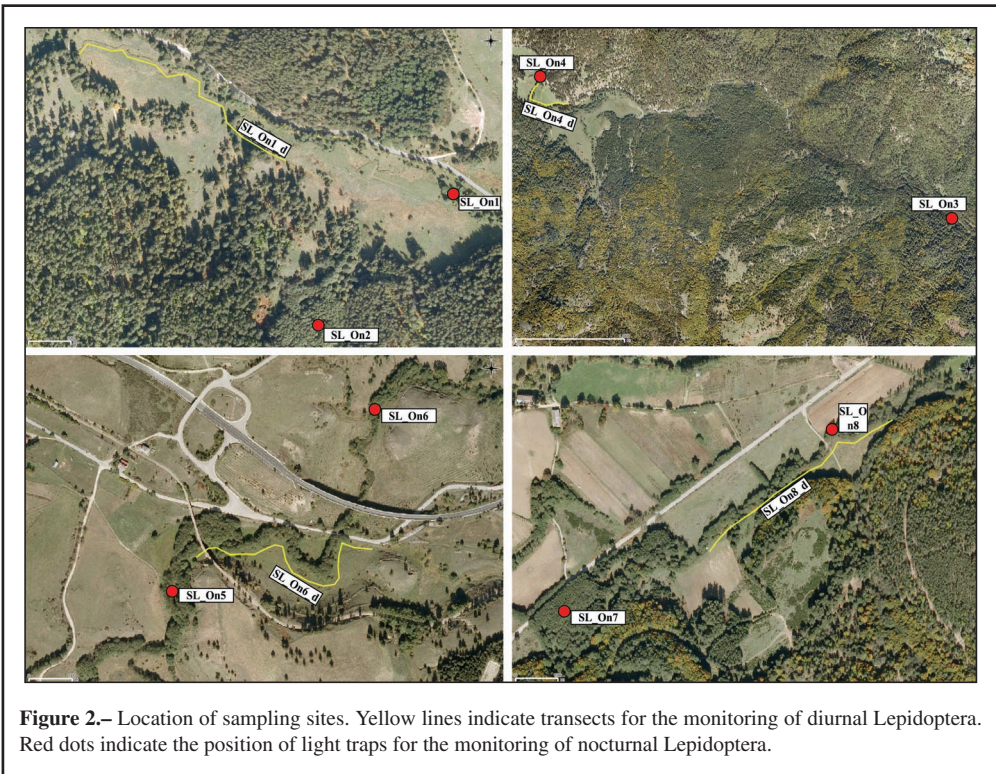 SL_On1_d
SL_On1
SL_On2
SL_On4
SL_On4_d
SL_On3
SL_On6
SL_On6_d
SL_On5
SL_O
n8
SL_On8_d
SL_On7
Figure 2.– Location of sampling sites. Yellow lines indicate transects for the monitoring of diurnal Lepidoptera.
Red dots indicate the position of light traps for the monitoring of nocturnal Lepidoptera.